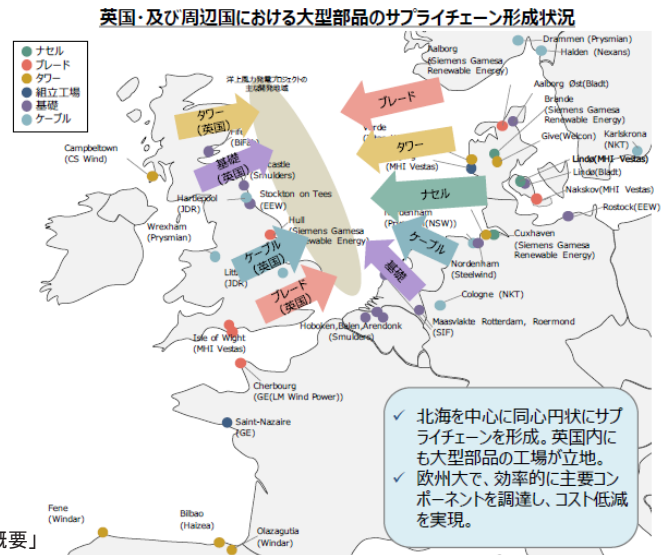 英国・及び周辺国における大型部品のサプライチェーン形成状況
ナセル
ブレード
タワー
組立工場
基礎
ケーブル
洋上風力発電プロジェクトの
主な開発地域
タワー
(英国)
基礎
(英国)
ケーブル
(英国)
ブレード
(英国)
ブレード
タワー
ナセル
ケーブル
基礎
Campbeltown
(CS Wind)
Fife
(BiFab)
castle
(Smulders)
Hartlepool
(JDR)
Stockton on Tees
(EEW)
Wrexham
(Prysmian)
Hull
(Siemens Gamesa
Renewable Energy)
(JDR)
Isle of Wight
(MHI Vestas)
Cherbourg
(GE(LM Wind Power))
Saint-Nazaire
(GE)
Fene
(Windar)
Bilbao
(Haizea)
Olazagutia
(Windar)
Drammen (Prysmian)
Halden (Nexans)
Aalborg
(Siemens Gamesa
Renewable Energy)
Aalborg Øst(Bladt)
Brande
(Siemens Gamesa
Renewable Energy)
Give(Welcon)
Karlskrona
(NKT)
Lindø(MHI Vestas)
Lindø(Bladt)
Nakskov(MHI Vestas)
Rostock(EEW)
(MHI Vestas)
(NSW))
Cuxhaven
(Siemens Gamesa
Renewable Energy)
Nordenham
(Steelwind)
Cologne (NKT)
Maasvlakte Rotterdam, Roermond
(SIF)
Hoboken,Balen,Arendonk
(Smulders)
✓ 北海を中心に同心円状にサプ
ライチェーンを形成。英国内に
も大型部品の工場が立地。
✓ 欧州大で、効率的に主要コン
ポーネントを調達し、コスト低減
を実現。
概要」